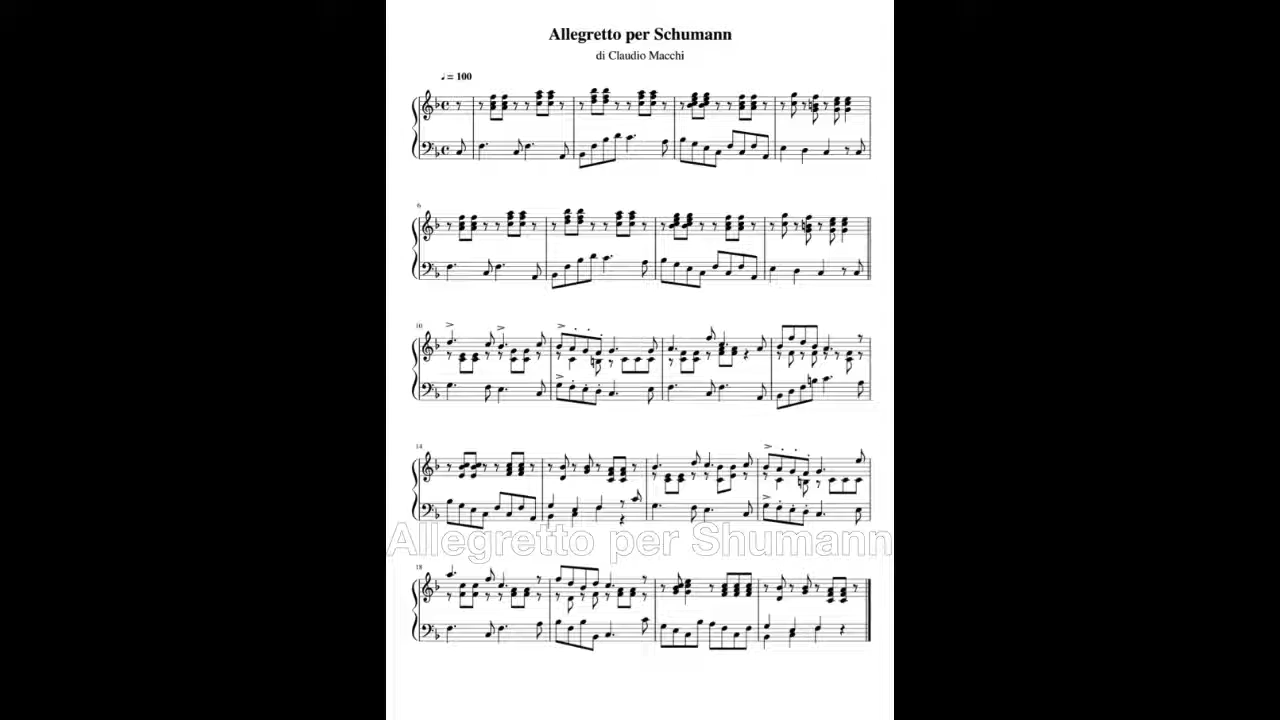 Allegretto per Schumann
di Claudio Macchi
♩ = 100
6
10
14
Allegretto per Shumann
18